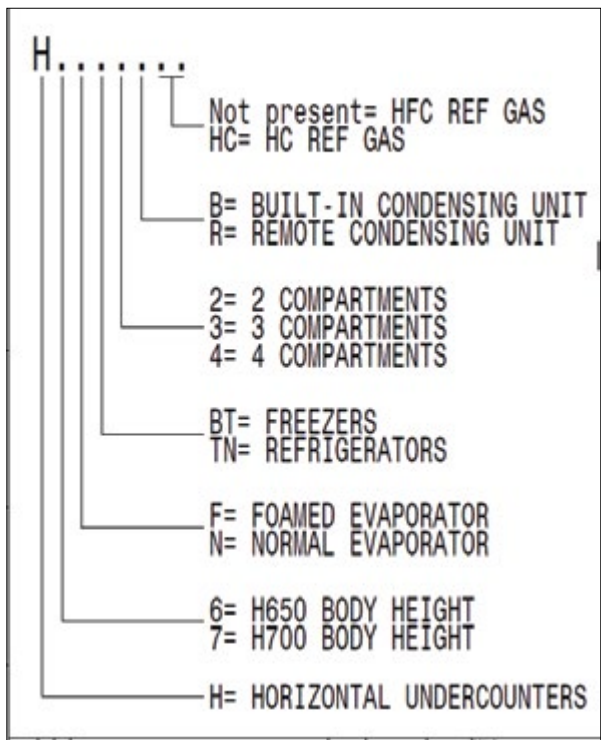 H.......
Not present= HFC REF GAS
HC= HC REF GAS
B= BUILT-IN CONDENSING UNIT
R= REMOTE CONDENSING UNIT
2= 2 COMPARTMENTS
3= 3 COMPARTMENTS
4= 4 COMPARTMENTS
BT= FREEZERS
TN= REFRIGERATORS
F= FOAMED EVAPORATOR
N= NORMAL EVAPORATOR
6= H650 BODY HEIGHT
7= H700 BODY HEIGHT
H= HORIZONTAL UNDERCOUNTERS